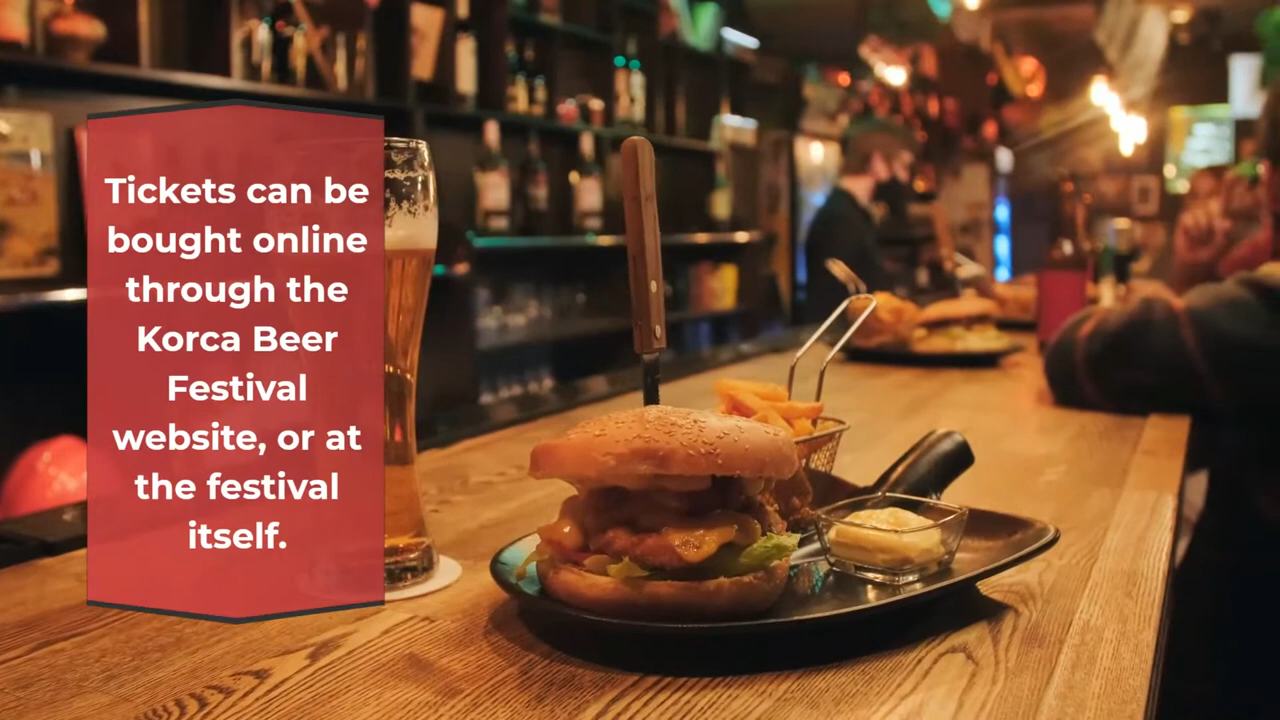 Tickets can be
bought online
through the
Korca Beer
Festival
website, or at
the festival
itself.